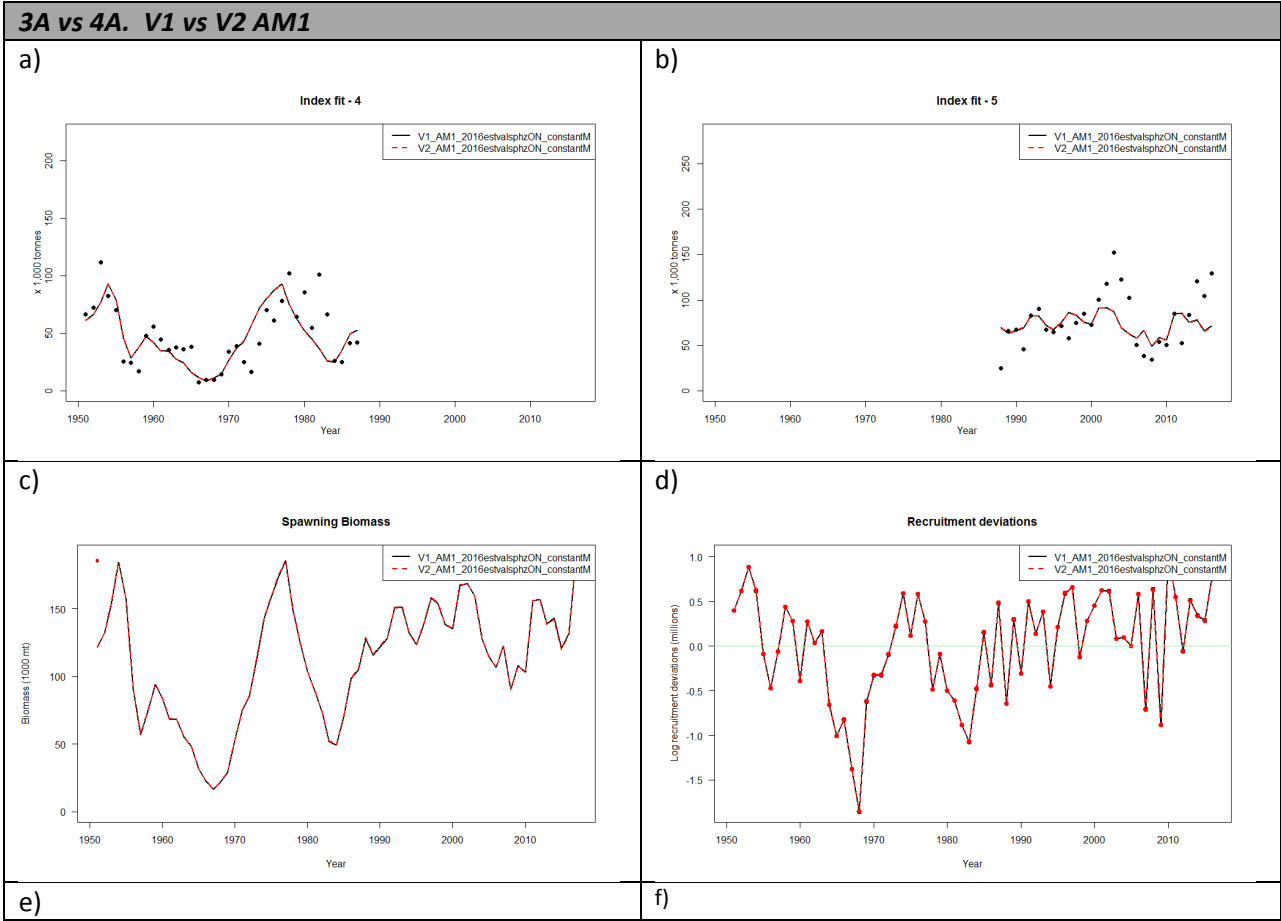 3A vs 4A. V1 vs V2 AM1
a)
Index fit - 4
V1_AM1_2016estvalsphzON_constantM
V2_AM1_2016estvalsphzON_constantM
x 1,000 tonnes
200
150
100
50
0
1950 1960 1970 1980 1990 2000 2010
Year
b)
Index fit - 5
V1_AM1_2016estvalsphzON_constantM
V2_AM1_2016estvalsphzON_constantM
x 1,000 tonnes
250
200
150
100
50
0
1950 1960 1970 1980 1990 2000 2010
Year
c)
Spawning Biomass
V1_AM1_2016estvalsphzON_constantM
V2_AM1_2016estvalsphzON_constantM
Biomass (1000 mt)
150
100
50
0
1950 1960 1970 1980 1990 2000 2010
Year
d)
Recruitment deviations
V1_AM1_2016estvalsphzON_constantM
V2_AM1_2016estvalsphzON_constantM
Log recruitment deviations (millions)
1.0
0.5
0.0
-0.5
-1.0
-1.5
1950 1960 1970 1980 1990 2000 2010
Year
e)
f)